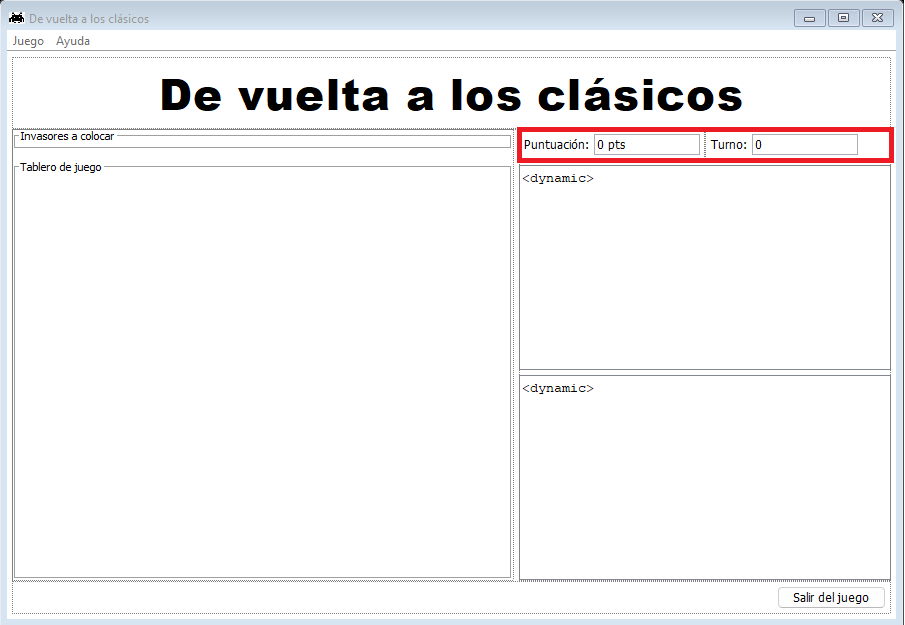 De vuelta a los clásicos
Juego Ayuda
De vuelta a los clásicos
Invasores a colocar
Puntuación: 0 pts Turno: 0
Tablero de juego
<dynamic>
<dynamic>
Salir del juego